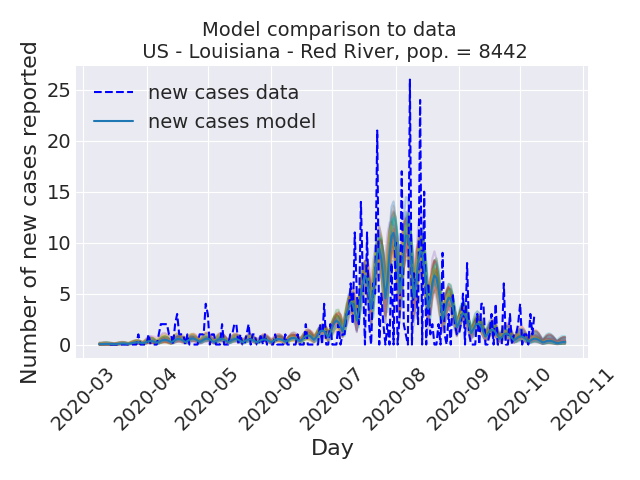 Model comparison to data
US - Louisiana - Red River, pop. = 8442
Number of new cases reported
25
20
15
10
5
0
new cases data
new cases model
2020-03
2020-04
2020-05
2020-06
2020-07
2020-08
2020-09
2020-10
2020-11
Day